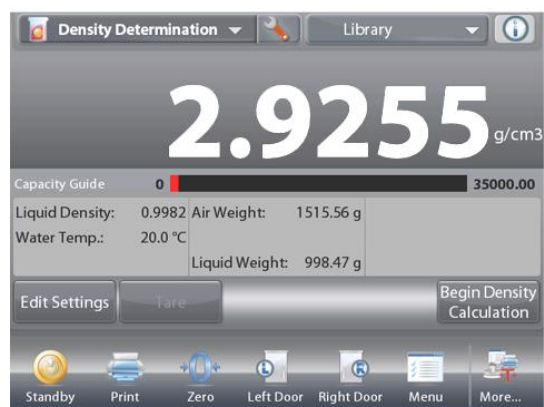 Density Determination
Library
2.9255 g/cm3
Capacity Guide 0 35000.00
Liquid Density: 0.9982 Air Weight: 1515.56 g
Water Temp.: 20.0 °C
Liquid Weight: 998.47 g
Edit Settings
Tare
Begin Density
Calculation
L R
Standby Print Zero Left Door Right Door Menu More...